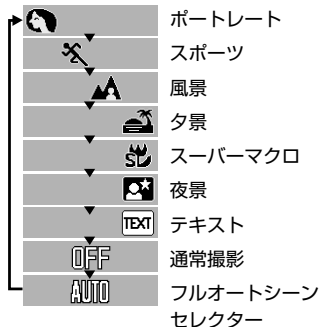 ポートレート
スポーツ
風景
夕景
スーパーマクロ
夜景
TEXT テキスト
OFF 通常撮影
AUTO フルオートシーン
セレクター